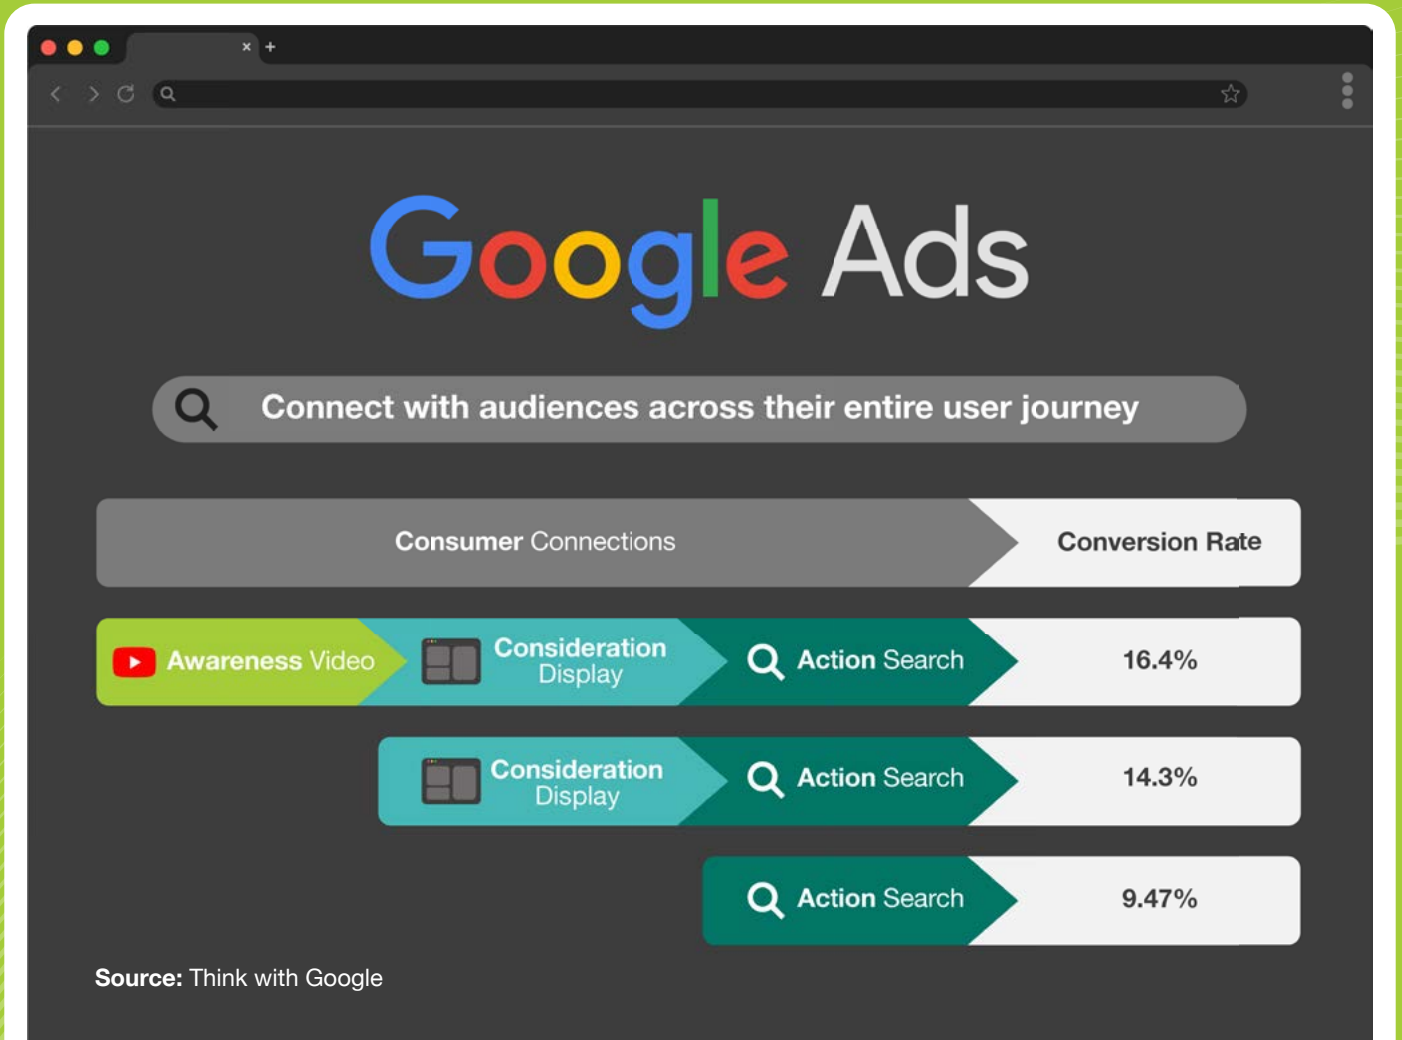 Google Ads
Connect with audiences across their entire user journey
Consumer Connections
Conversion Rate
Awareness Video
Consideration
Display
Action Search
16.4%
Consideration
Display
Action Search
14.3%
Action Search
9.47%
Source: Think with Google